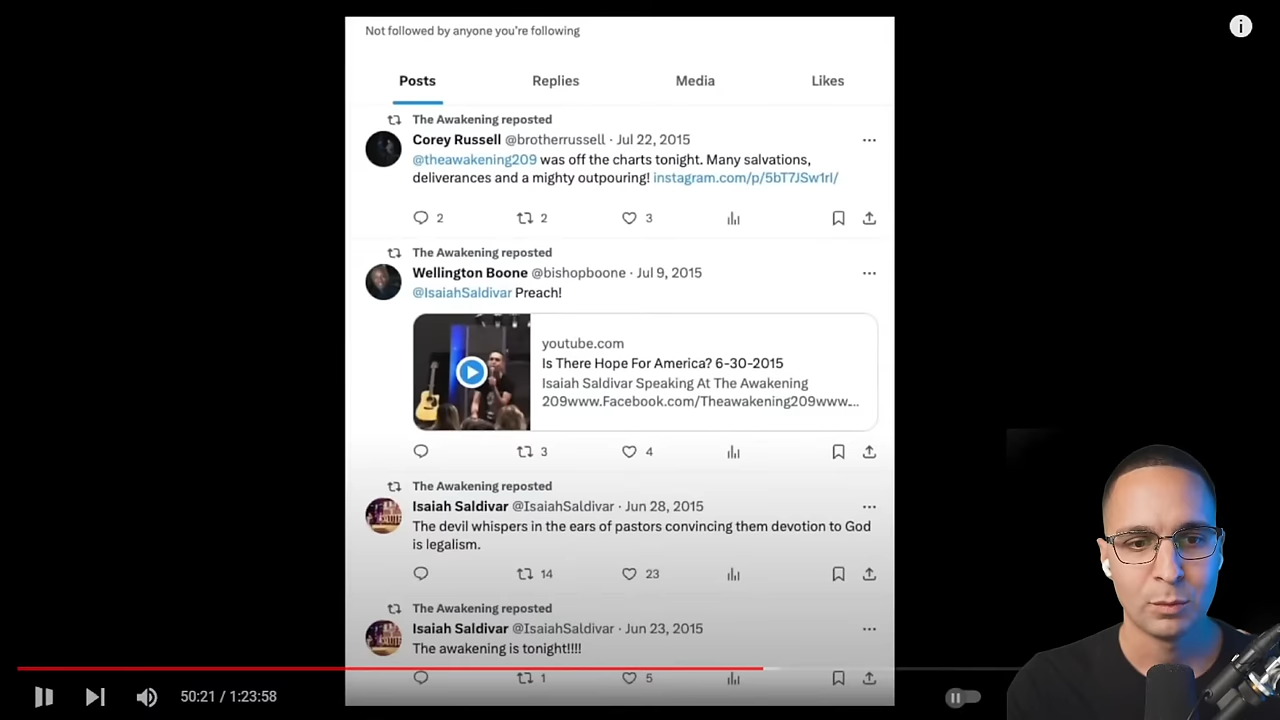 Not followed by anyone you're following
Posts Replies Media Likes
The Awakening reposted
Corey Russell @brotherrussell · Jul 22, 2015
@theawakening209 was off the charts tonight. Many salvations,
deliverances and a mighty outpouring! instagram.com/p/5bT7JSw1rl/
2 2 3
The Awakening reposted
Wellington Boone @bishopboone · Jul 9, 2015
@IsaiahSaldivar Preach!
youtube.com
Is There Hope For America? 6-30-2015
Isaiah Saldivar Speaking At The Awakening
209www.Facebook.com/Theawakening209www....
3 4
The Awakening reposted
Isaiah Saldivar @IsaiahSaldivar · Jun 28, 2015
The devil whispers in the ears of pastors convincing them devotion to God
is legalism.
14 23
The Awakening reposted
Isaiah Saldivar @IsaiahSaldivar · Jun 23, 2015
The awakening is tonight!!!!
1 5
50:21 / 1:23:58